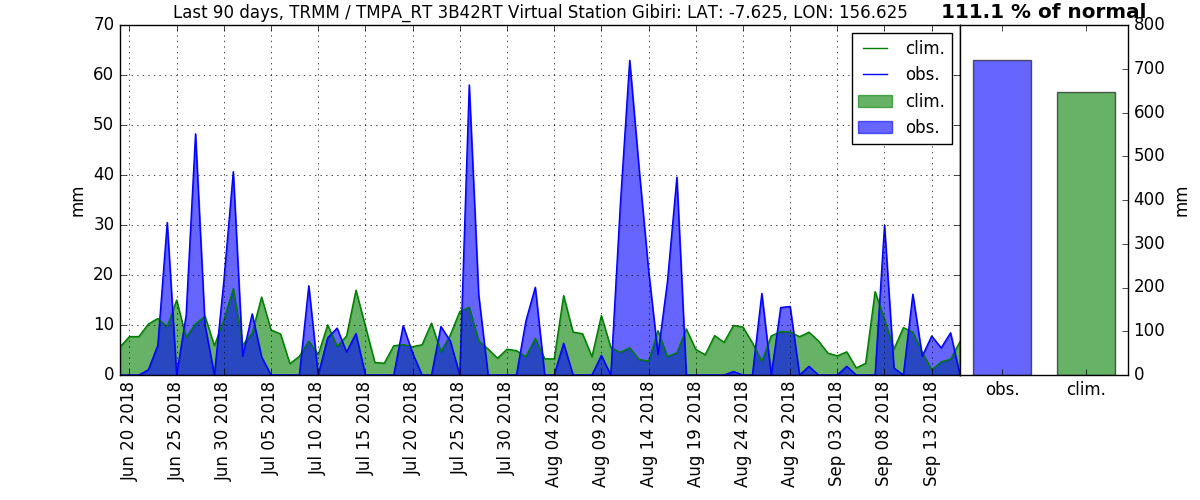 Last 90 days, TRMM / TMPA_RT 3B42RT Virtual Station Gibiri: LAT: -7.625, LON: 156.625
111.1 % of normal
70
60
50
40
30
20
10
0
mm
clim.
obs.
clim.
obs.
800
700
600
500
400
300
200
100
0
mm
Jun 20 2018
Jun 25 2018
Jun 30 2018
Jul 05 2018
Jul 10 2018
Jul 15 2018
Jul 20 2018
Jul 25 2018
Jul 30 2018
Aug 04 2018
Aug 09 2018
Aug 14 2018
Aug 19 2018
Aug 24 2018
Aug 29 2018
Sep 03 2018
Sep 08 2018
Sep 13 2018
obs.
clim.